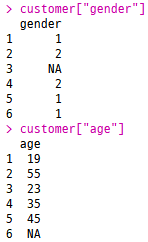 > customer["gender"]
  gender
1      1
2      2
3     NA
4      2
5      1
6      1
> customer["age"]
  age
1  19
2  55
3  23
4  35
5  45
6  NA